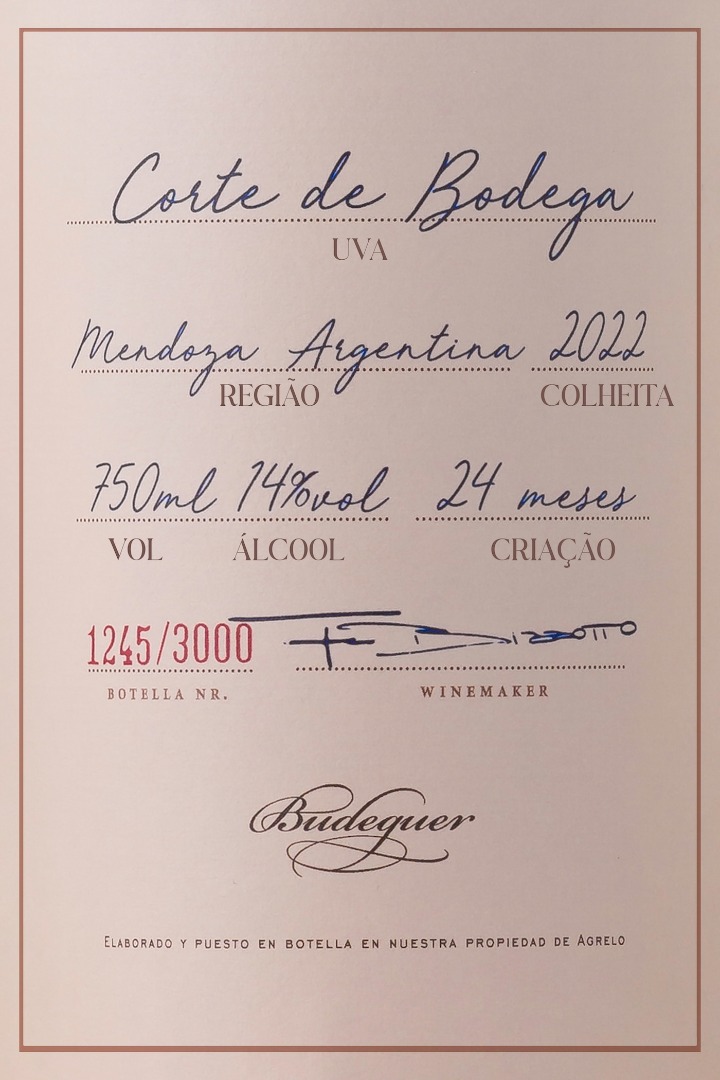 Corte de Bodega
UVA
Mendoza Argentina 2022
REGIÃO COLHEITA
750ml 14%vol 24 meses
VOL ÁLCOOL CRIAÇÃO
1245/3000
BOTELLA NR. WINEMAKER
Budeguer
ELABORADO Y PUESTO EN BOTELLA EN NUESTRA PROPIEDAD DE AGRELO